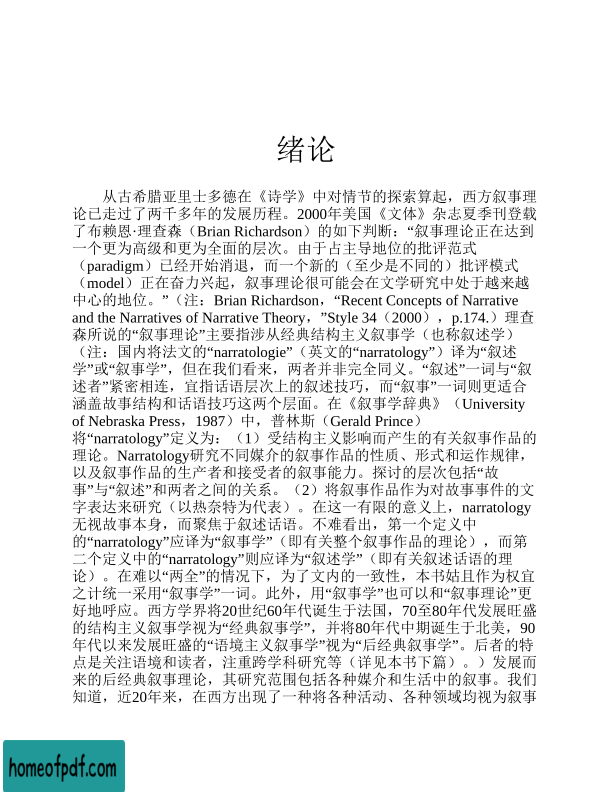 绪论
从古希腊亚里士多德在《诗学》中对情节的探索算起，西方叙事理
论已走过了两千多年的发展历程。2000年美国《文体》杂志夏季刊登载
了布赖恩·理查森（Brian Richardson）的如下判断：“叙事理论正在达到
一个更为高级和更为全面的层次。由于占主导地位的批评范式
（paradigm）已经开始消退，而一个新的（至少是不同的）批评模式
（model）正在奋力兴起，叙事理论很可能会在文学研究中处于越来越
中心的地位。”（注：Brian Richardson，“Recent Concepts of Narrative
and the Narratives of Narrative Theory，”Style 34（2000），p.174.）理查
森所说的“叙事理论”主要指涉从经典结构主义叙事学（也称叙述学）
（注：国内将法文的“narratologie”（英文的“narratology”）译为“叙述
学”或“叙事学”，但在我们看来，两者并非完全同义。“叙述”一词与“叙
述者”紧密相连，宜指话语层次上的叙述技巧，而“叙事”一词则更适合
涵盖故事结构和话语技巧这两个层面。在《叙事学辞典》（University
of Nebraska Press，1987）中，普林斯（Gerald Prince）
将“narratology”定义为：（1）受结构主义影响而产生的有关叙事作品的
理论。Narratology研究不同媒介的叙事作品的性质、形式和运作规律，
以及叙事作品的生产者和接受者的叙事能力。探讨的层次包括“故
事”与“叙述”和两者之间的关系。（2）将叙事作品作为对故事事件的文
字表达来研究（以热奈特为代表）。在这一有限的意义上，narratology
无视故事本身，而聚焦于叙述话语。不难看出，第一个定义中
的“narratology”应译为“叙事学”（即有关整个叙事作品的理论），而第
二个定义中的“narratology”则应译为“叙述学”（即有关叙述话语的理
论）。在难以“两全”的情况下，为了文内的一致性，本书姑且作为权宜
之计统一采用“叙事学”一词。此外，用“叙事学”也可以和“叙事理论”更
好地呼应。西方学界将20世纪60年代诞生于法国，70至80年代发展旺盛
的结构主义叙事学视为“经典叙事学”，并将80年代中期诞生于北美，90
年代以来发展旺盛的“语境主义叙事学”视为“后经典叙事学”。后者的特
点是关注语境和读者，注重跨学科研究等（详见本书下篇）。）发展而
来的后经典叙事理论，其研究范围包括各种媒介和生活中的叙事。我们
知道，近20年来，在西方出现了一种将各种活动、各种领域均视为叙事
homeofpdf.com